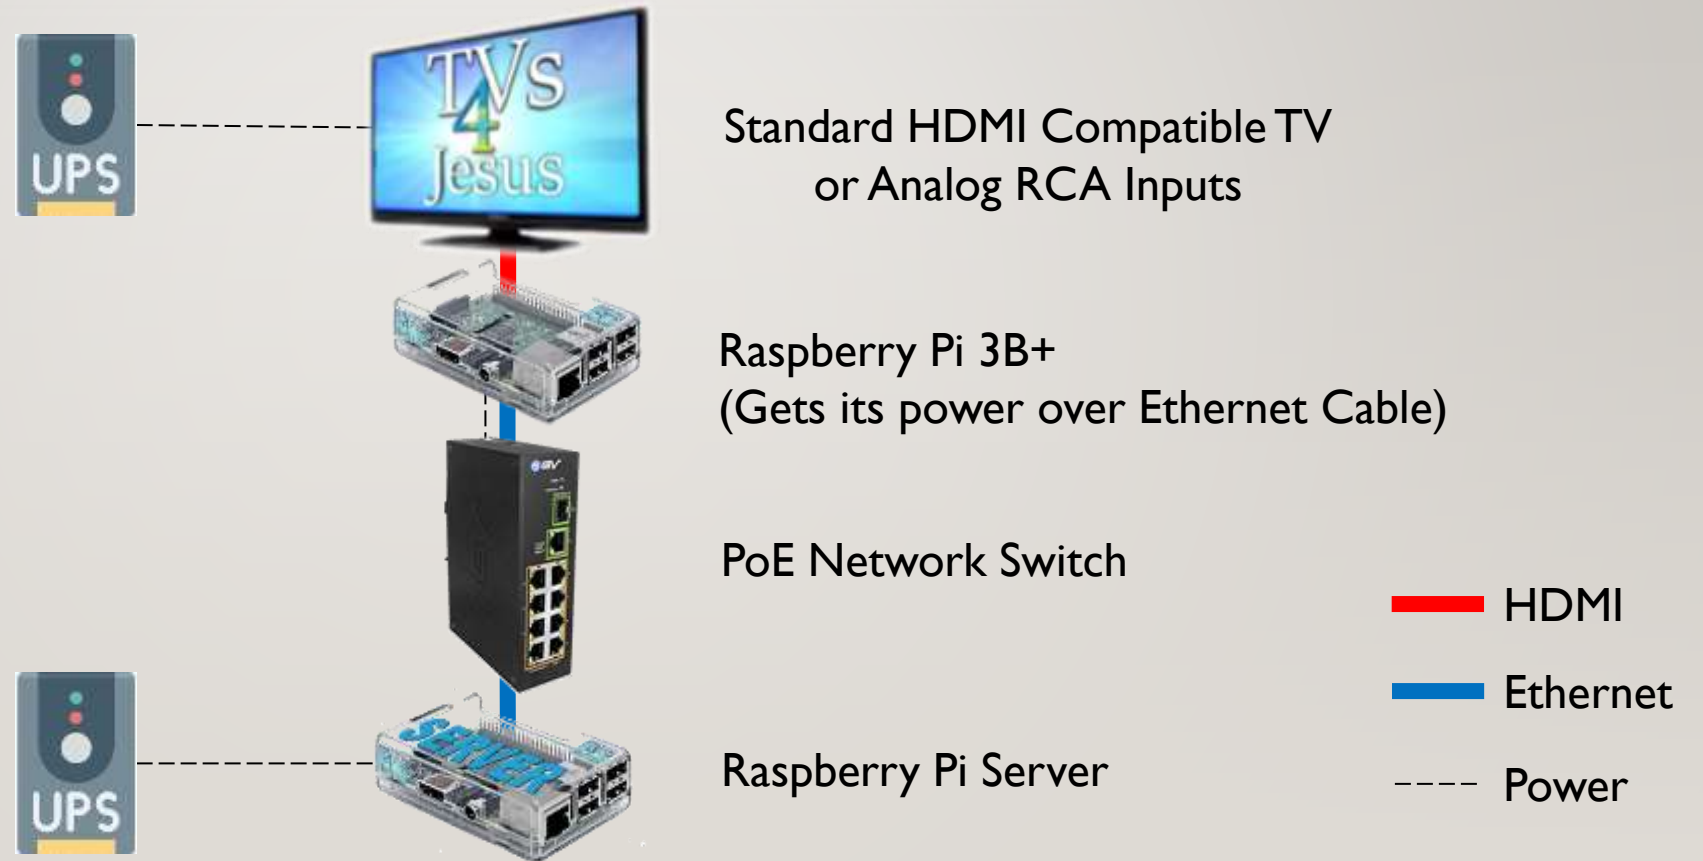 UPS
TVs
4
Jesus
Standard HDMI Compatible TV
or Analog RCA Inputs
Raspberry Pi 3B+
(Gets its power over Ethernet Cable)
PoE Network Switch
HDMI
Ethernet
Power
UPS
SERVER
Raspberry Pi Server